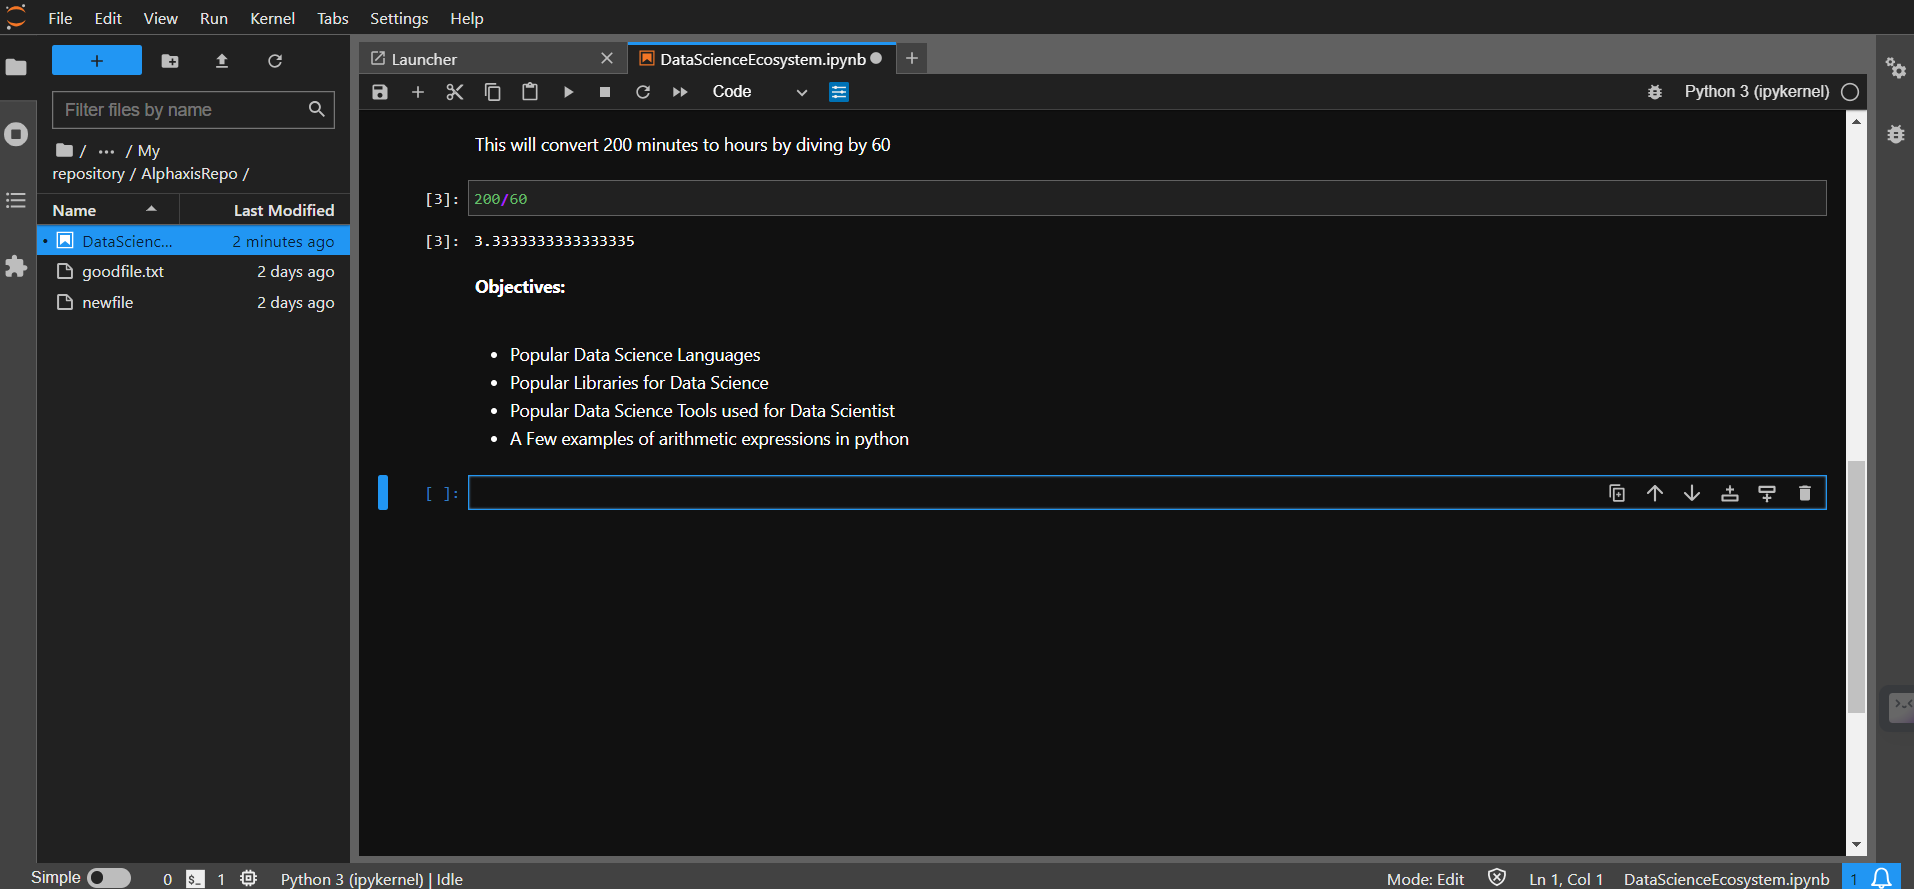 File Edit View Run Kernel Tabs Settings Help
+
Filter files by name
/ ··· / My
repository / AlphaxisRepo /
Name Last Modified
• DataScienc... 2 minutes ago
goodfile.txt 2 days ago
newfile 2 days ago
Launcher
DataScienceEcosystem.ipynb
Code
Python 3 (ipykernel)
This will convert 200 minutes to hours by diving by 60
[3]: 200/60
[3]: 3.3333333333333335
Objectives:
• Popular Data Science Languages
• Popular Libraries for Data Science
• Popular Data Science Tools used for Data Scientist
• A Few examples of arithmetic expressions in python
[ ]:
Simple 0 $_ 1 Python 3 (ipykernel) | Idle Mode: Edit Ln 1, Col 1 DataScienceEcosystem.ipynb 1